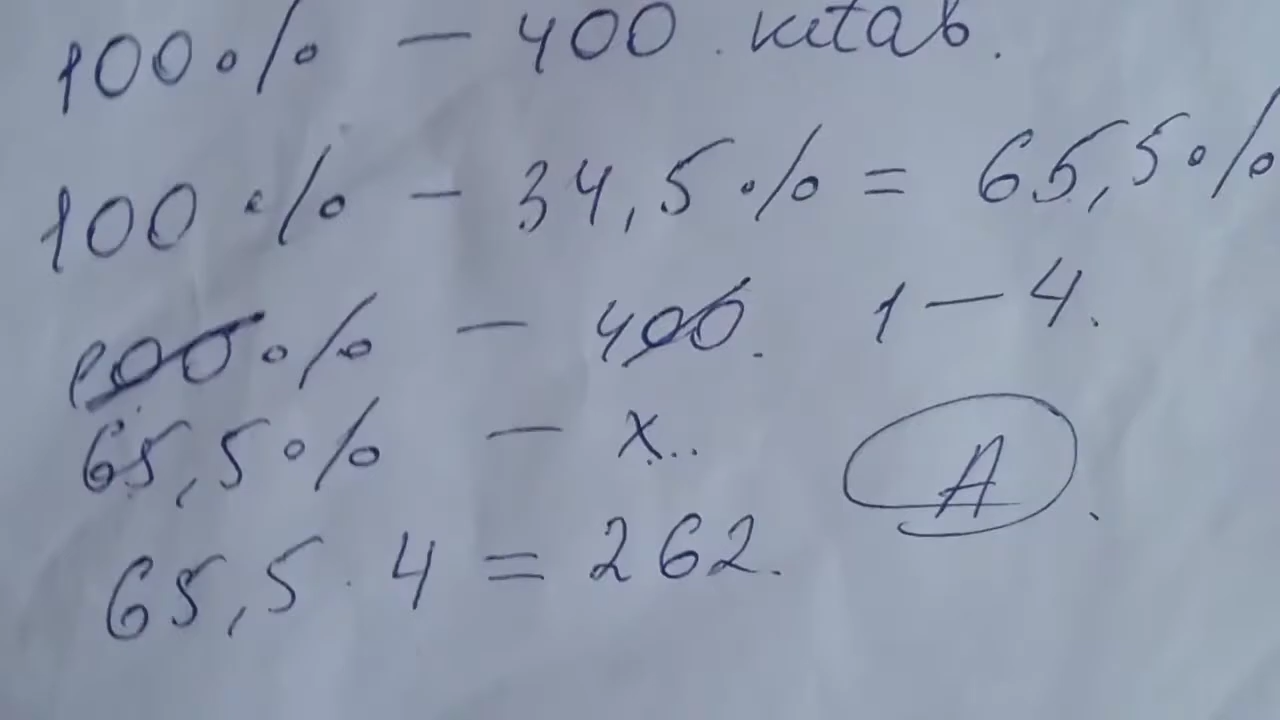 100% — 400 kitab.
100% - 34,5% = 65,5%
100% — 400. 1 — 4.
65,5% — x..
A.
65,5 · 4 = 262.